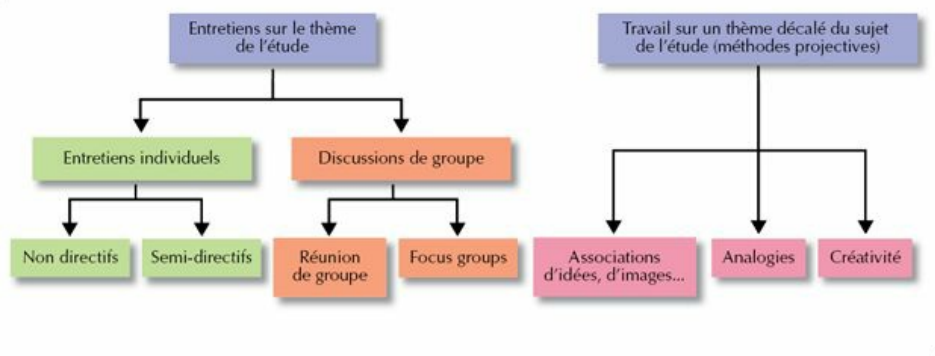 Entretiens sur le thème
de l'étude
Travail sur un thème décalé du sujet
de l'étude (méthodes projectives)
Entretiens individuels
Discussions de groupe
Non directifs
Semi-directifs
Réunion
de groupe
Focus groups
Associations
d'idées, d'images...
Analogies
Créativité